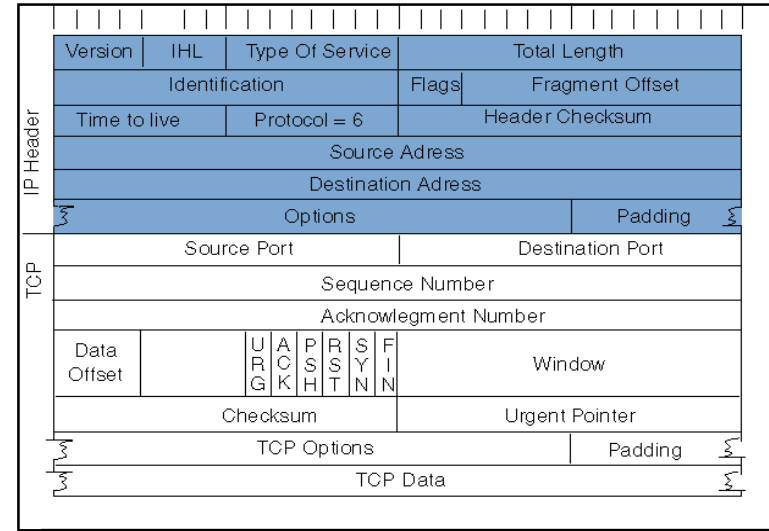 Version IHL Type Of Service Total Length
Identification Flags Fragment Offset
Time to live Protocol = 6 Header Checksum
Source Adress
Destination Adress
Options Padding
IP Header
Source Port Destination Port
Sequence Number
Acknowlegment Number
Data Offset URG ACK PSH RST SYN FIN Window
Checksum Urgent Pointer
TCP Options Padding
TCP Data
TCP